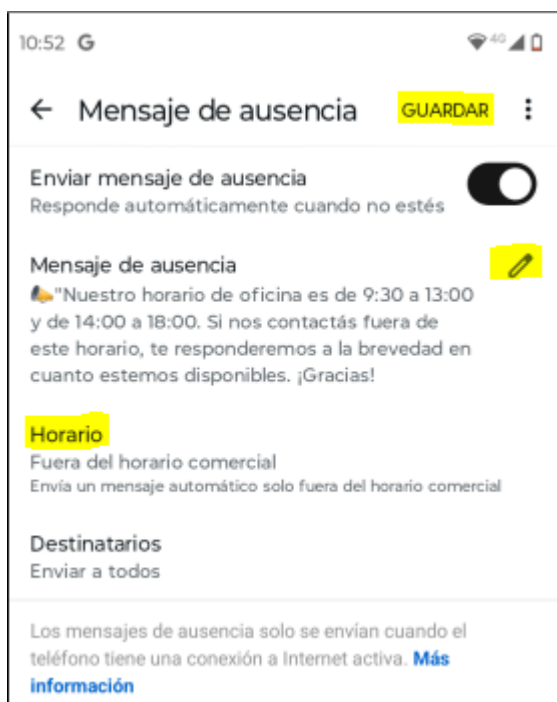 10:52 G 4G
Mensaje de ausencia GUARDAR
Enviar mensaje de ausencia
Responde automáticamente cuando no estés
Mensaje de ausencia
"Nuestro horario de oficina es de 9:30 a 13:00
y de 14:00 a 18:00. Si nos contactás fuera de
este horario, te responderemos a la brevedad en
cuanto estemos disponibles. ¡Gracias!
Horario
Fuera del horario comercial
Envía un mensaje automático solo fuera del horario comercial
Destinatarios
Enviar a todos
Los mensajes de ausencia solo se envían cuando el
teléfono tiene una conexión a Internet activa. Más
información